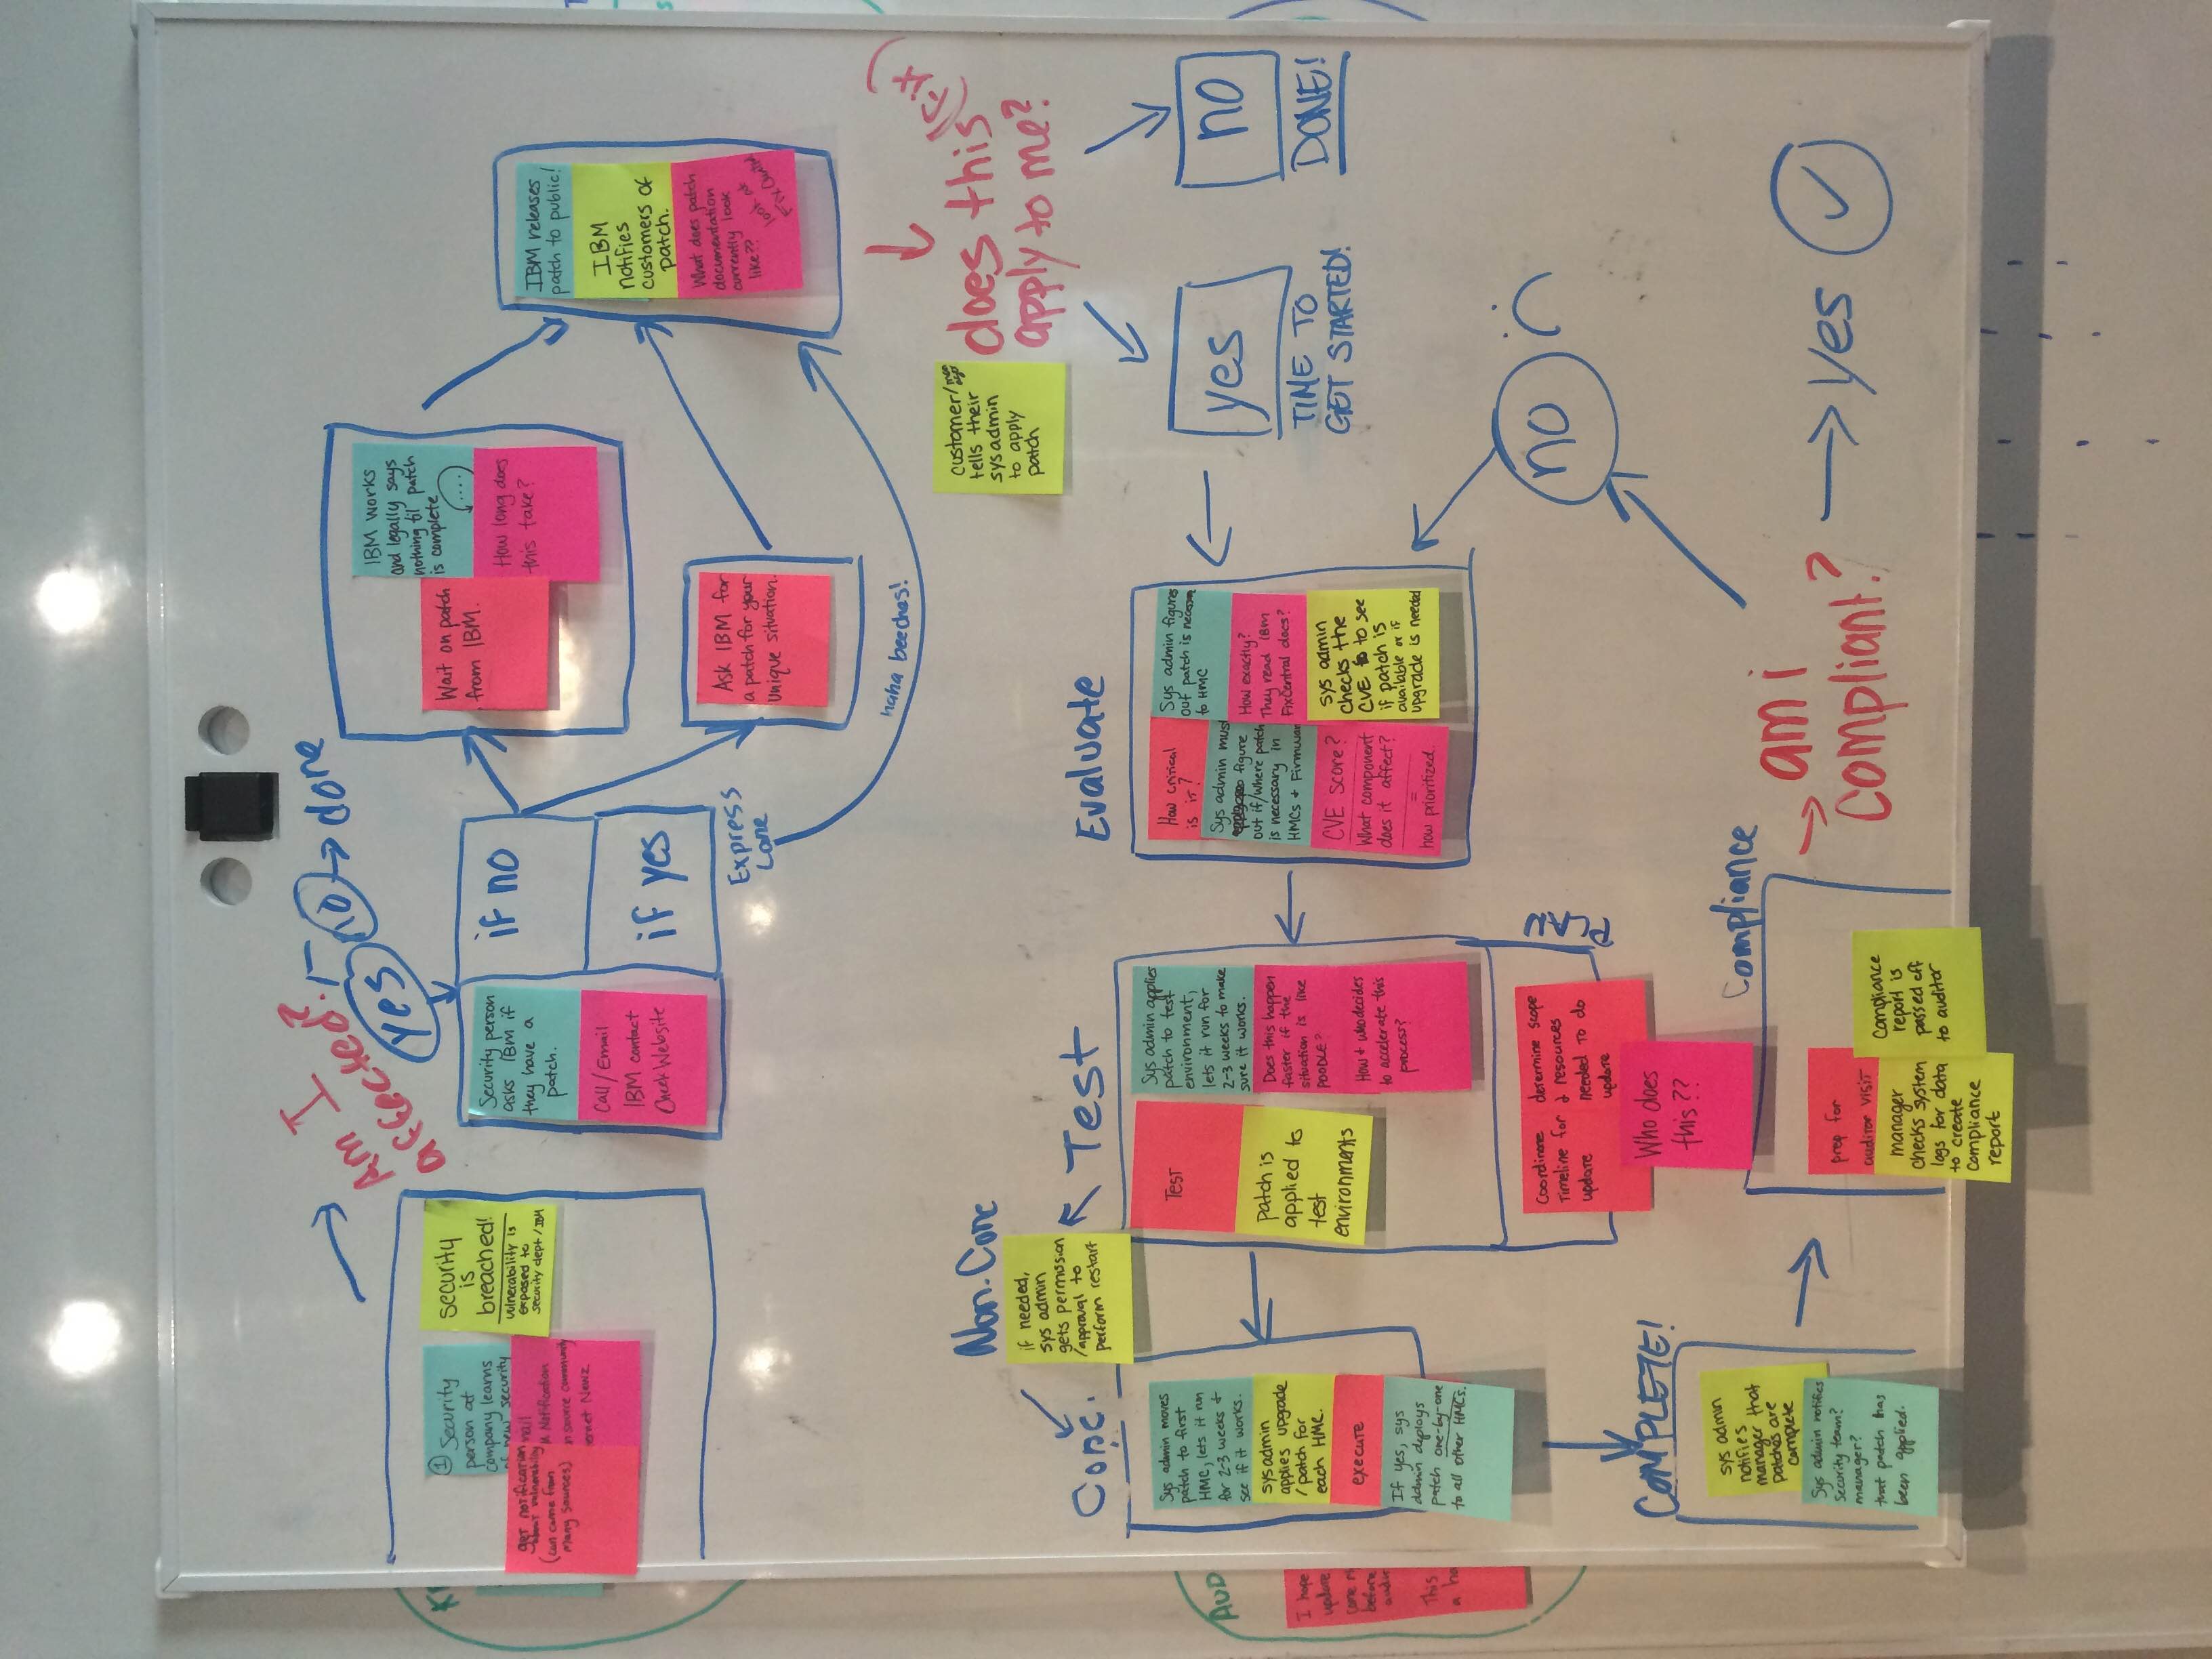 Am I
affected?
yes
no → done
① Security
person at
company learns
of new security
security
is
breached!
vulnerability is
exposed to
security dept / IBM
get notification
about vulnerability
(can come from
many sources)
Notification
source community
Newz
Security person
asks IBM if
they have a
patch.
Call/Email
IBM contact
Check Website
if no
if yes
Express
Lane
haha beeches!
Wait on patch
from IBM.
IBM works
and legally says
nothing til patch
is complete
....
How long does
this take?
Ask IBM for
a patch for your
unique situation.
IBM releases
patch to public!
IBM
notifies
customers of
patch.
What does patch
documentation
currently look
like??
look at
Fix Central
customer/
tells their
sysadmin
to apply
patch
does this
apply to me?
yes
TIME TO
GET STARTED!
no
DONE!
Evaluate
How critical
is it?
Sys admin figures
out patch is
to HMC
Sys admin must
figure
out if/where patch
is necessary in
HMCs + Firmware
How exactly?
They read IBM
FixCentral docs?
CVE Score?
What component
does it affect?
=
how prioritized.
sys admin
checks the
CVE to see
if patch is
available or if
upgrade is needed
Test
Test
Sys admin applies
patch to test
environment,
lets it run for
2-3 weeks to make
sure it works.
patch is
applied to
test
environments
Does this happen
faster if the
situation is like
POODLE?
How + who decides
to accelerate this
process?
PLAN
Coordinate
Timeline for
update
determine scope
& resources
needed to do
update
Who does
this??
Non.Conc
if needed,
sys admin
gets permission
/approval to
perform restart
Conc.
Sys admin moves
patch to first
HMC, lets it run
for 2-3 weeks +
see if it works.
sys admin
applies upgrade
/patch for
each HMC.
execute
If yes, sys
admin deploys
patch one-by-one
to all other HMCs.
COMPLETE!
sys admin
notifies
manager that
patches are
complete
Sys admin notifies
Security team?
manager?
that patch has
been applied.
Compliance
prep for
auditor visit
manager
checks system
logs for data
to create
compliance
report
compliance
report is
passed off
to auditor
am i
compliant?
yes
no
I hope
update
before
This